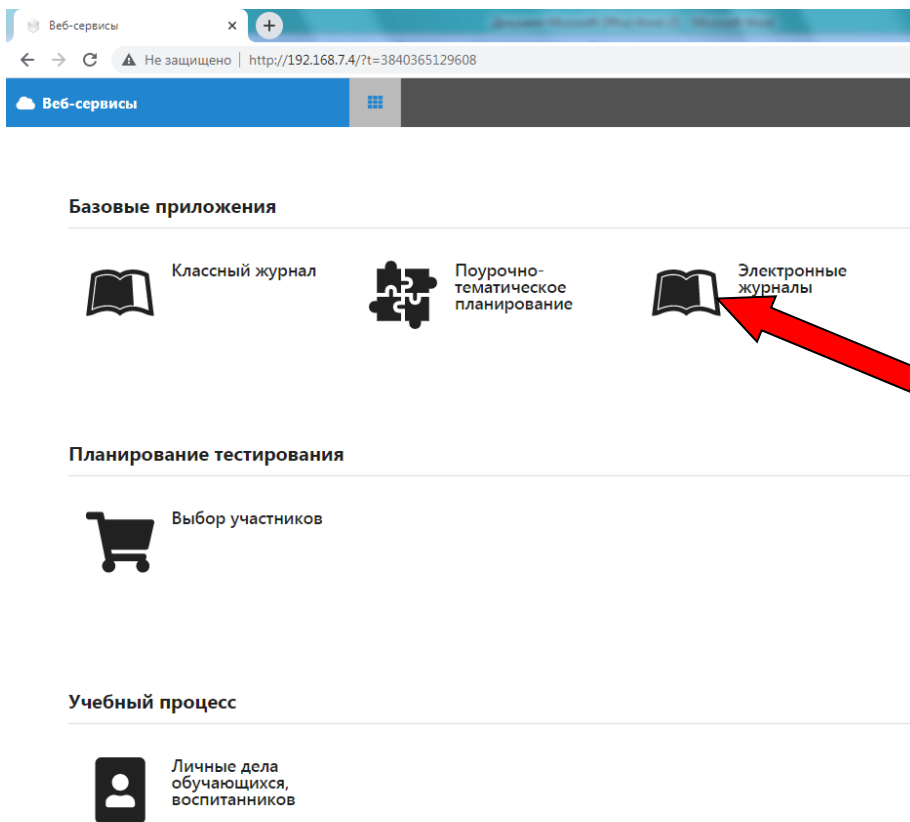 Веб-сервисы
Не защищено | http://192.168.7.4/?t=3840365129608
Веб-сервисы
Базовые приложения
Классный журнал
Поурочно-
тематическое
планирование
Электронные
журналы
Планирование тестирования
Выбор участников
Учебный процесс
Личные дела
обучающихся,
воспитанников